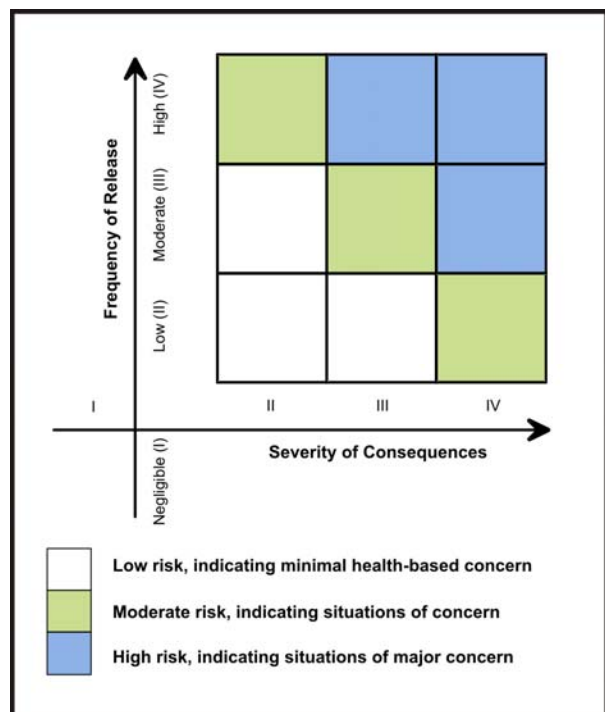 Frequency of Release
High (IV)
Moderate (III)
Low (II)
Negligible (I)
I
II
III
IV
Severity of Consequences
Low risk, indicating minimal health-based concern
Moderate risk, indicating situations of concern
High risk, indicating situations of major concern